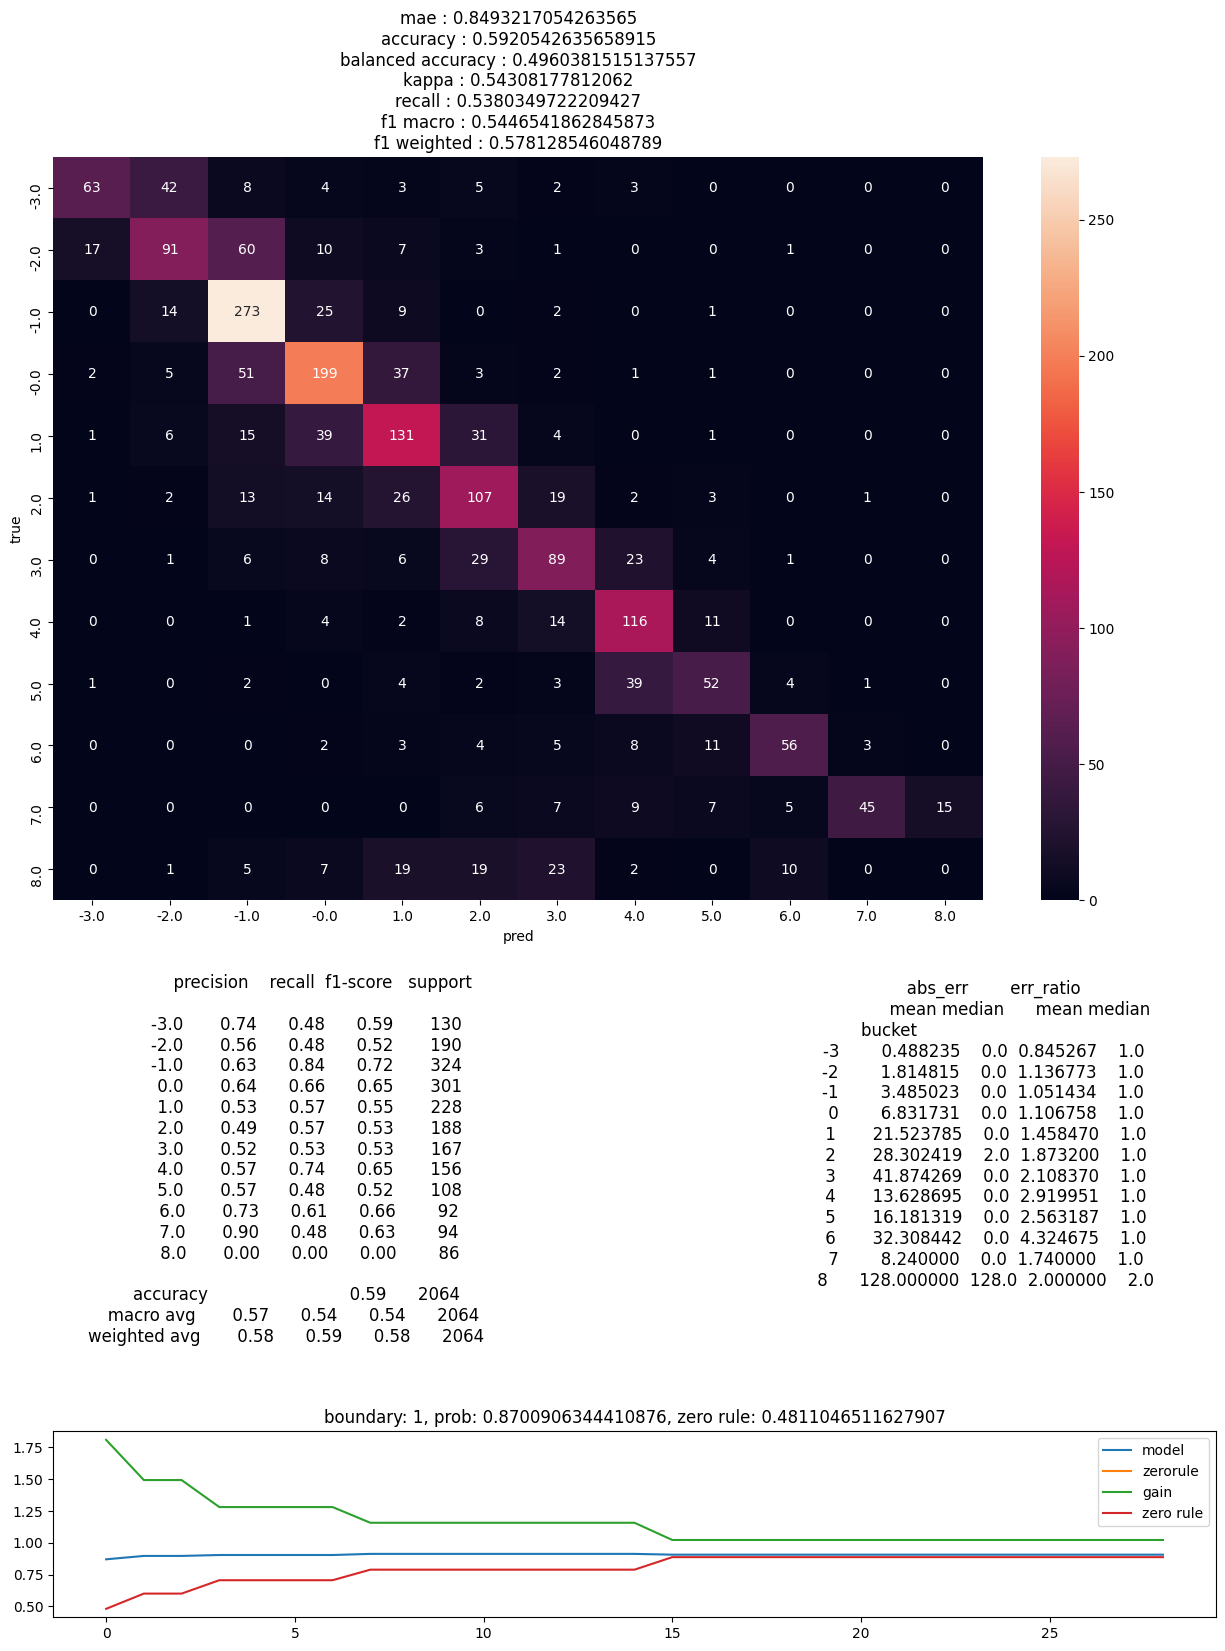 mae : 0.8493217054263565
accuracy : 0.5920542635658915
balanced accuracy : 0.4960381515137557
kappa : 0.54308177812062
recall : 0.5380349722209427
f1 macro : 0.5446541862845873
f1 weighted : 0.578128546048789
-3.0 63 42 8 4 3 5 2 3 0 0 0 0
-2.0 17 91 60 10 7 3 1 0 0 1 0 0
-1.0 0 14 273 25 9 0 2 0 1 0 0 0
-0.0 2 5 51 199 37 3 2 1 1 0 0 0
1.0 1 6 15 39 131 31 4 0 1 0 0 0
2.0 1 2 13 14 26 107 19 2 3 0 1 0
3.0 0 1 6 8 6 29 89 23 4 1 0 0
4.0 0 0 1 4 2 8 14 116 11 0 0 0
5.0 1 0 2 0 4 2 3 39 52 4 1 0
6.0 0 0 0 2 3 4 5 8 11 56 3 0
7.0 0 0 0 0 0 6 7 9 7 5 45 15
8.0 0 1 5 7 19 19 23 2 0 10 0 0
true
-3.0 -2.0 -1.0 -0.0 1.0 2.0 3.0 4.0 5.0 6.0 7.0 8.0
pred
250
200
150
100
50
0
precision recall f1-score support
-3.0 0.74 0.48 0.59 130
-2.0 0.56 0.48 0.52 190
-1.0 0.63 0.84 0.72 324
0.0 0.64 0.66 0.65 301
1.0 0.53 0.57 0.55 228
2.0 0.49 0.57 0.53 188
3.0 0.52 0.53 0.53 167
4.0 0.57 0.74 0.65 156
5.0 0.57 0.48 0.52 108
6.0 0.73 0.61 0.66 92
7.0 0.90 0.48 0.63 94
8.0 0.00 0.00 0.00 86
accuracy 0.59 2064
macro avg 0.57 0.54 0.54 2064
weighted avg 0.58 0.59 0.58 2064
abs_err err_ratio
mean median mean median
bucket
-3 0.488235 0.0 0.845267 1.0
-2 1.814815 0.0 1.136773 1.0
-1 3.485023 0.0 1.051434 1.0
0 6.831731 0.0 1.106758 1.0
1 21.523785 0.0 1.458470 1.0
2 28.302419 2.0 1.873200 1.0
3 41.874269 0.0 2.108370 1.0
4 13.628695 0.0 2.919951 1.0
5 16.181319 0.0 2.563187 1.0
6 32.308442 0.0 4.324675 1.0
7 8.240000 0.0 1.740000 1.0
8 128.000000 128.0 2.000000 2.0
boundary: 1, prob: 0.8700906344410876, zero rule: 0.4811046511627907
1.75
1.50
1.25
1.00
0.75
0.50
model
zerorule
gain
zero rule
0 5 10 15 20 25